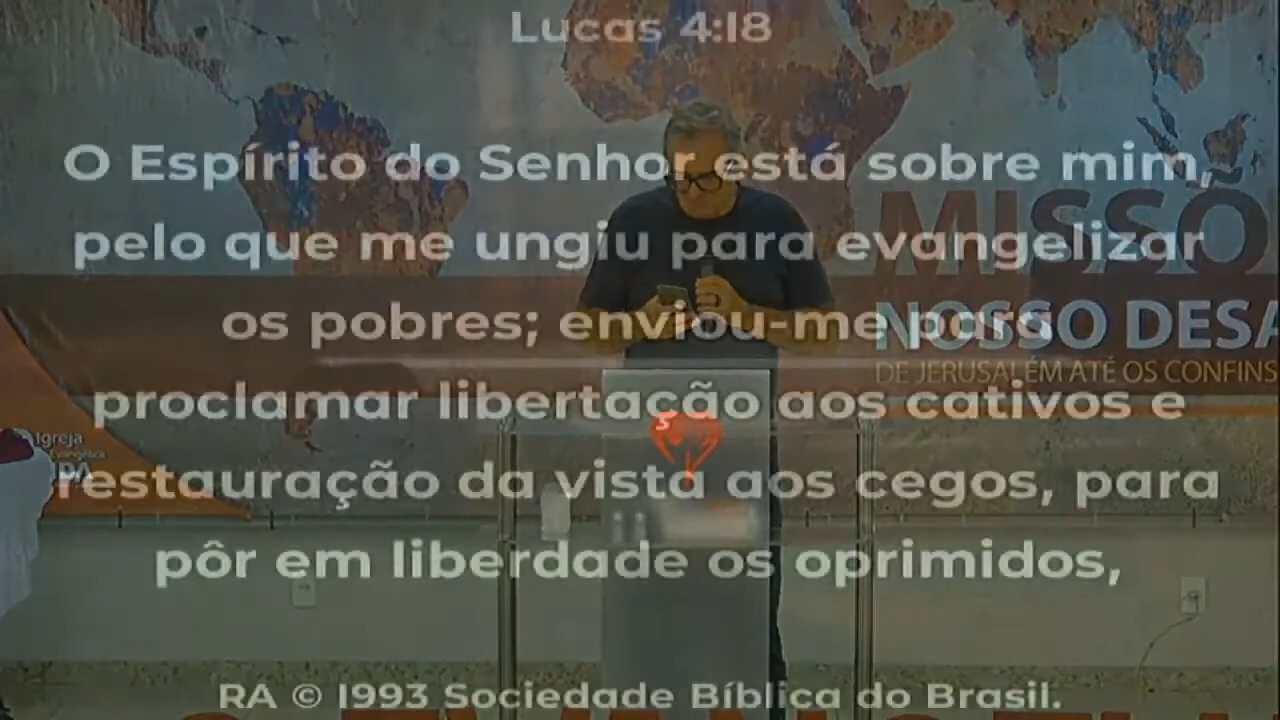 Lucas 4:18
O Espírito do Senhor está sobre mim,
pelo que me ungiu para evangelizar
os pobres; enviou-me para
proclamar libertação aos cativos e
restauração da vista aos cegos, para
pôr em liberdade os oprimidos,
RA © 1993 Sociedade Bíblica do Brasil.
MISSÕ
NOSSO DESA
DE JERUSALÉM ATÉ OS CONFINS
Igreja
Evangélica